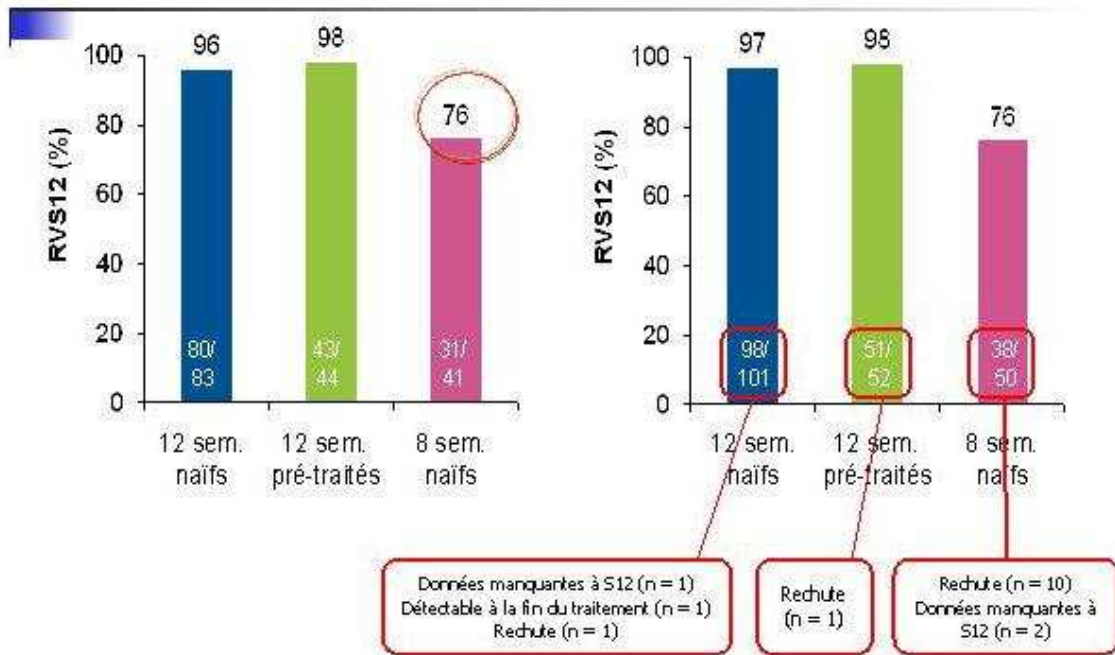 96
98
76
100
80
60
40
20
0
RVS12 (%)
80/
83
43/
44
31/
41
12 sem.
naïfs
12 sem.
pré-traités
8 sem.
naïfs
97
98
76
100
80
60
40
20
0
RVS12 (%)
98/
101
51/
52
38/
50
12 sem.
naïfs
12 sem.
pré-traités
8 sem.
naïfs
Données manquantes à S12 (n = 1)
Détectable à la fin du traitement (n = 1)
Rechute (n = 1)
Rechute
(n = 1)
Rechute (n = 10)
Données manquantes à
S12 (n = 2)